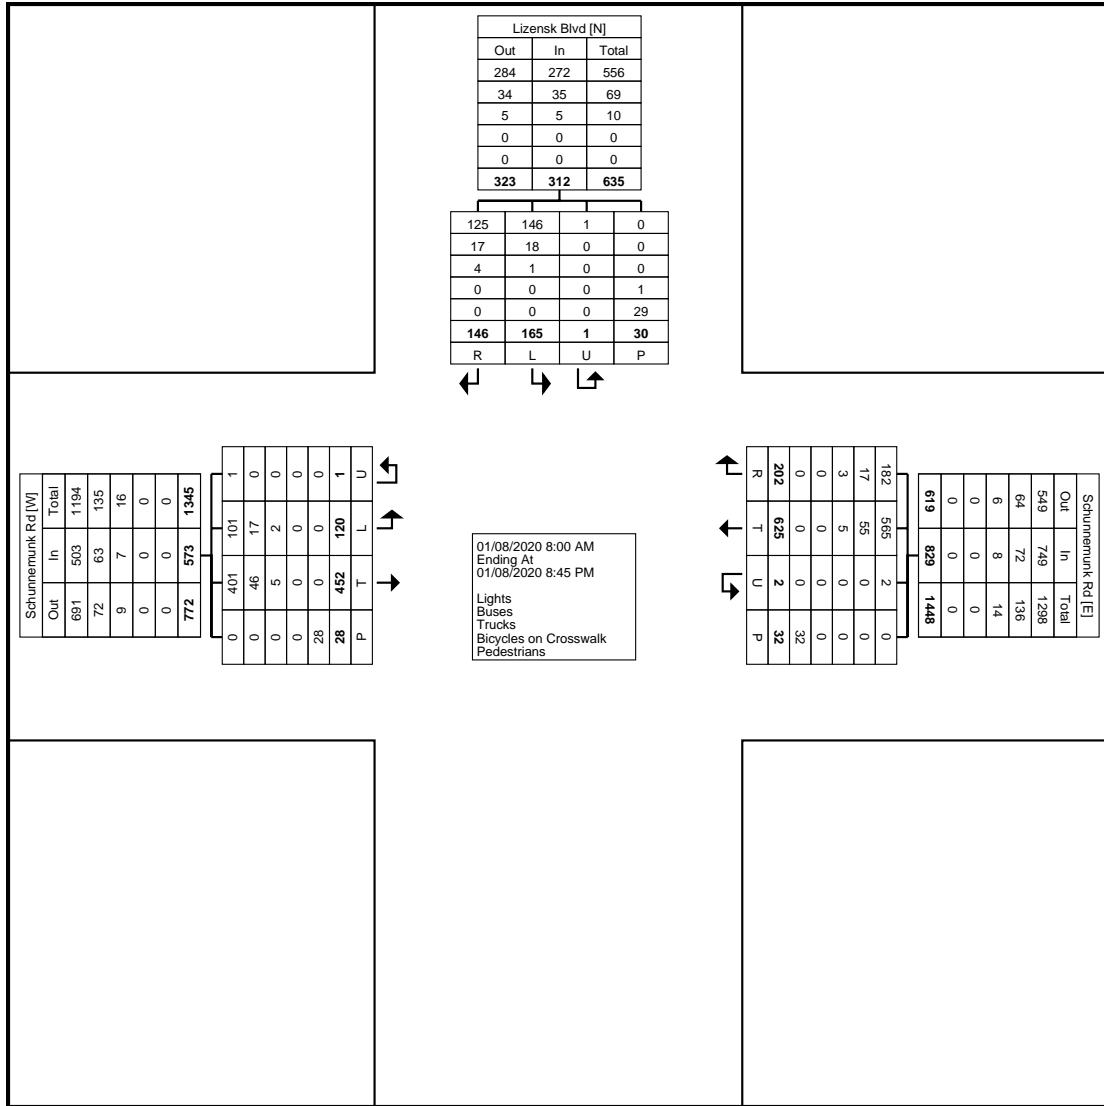 Lizensk Blvd [N]
Out In Total
284 272 556
34 35 69
5 5 10
0 0 0
0 0 0
323 312 635
125 146 1 0
17 18 0 0
4 1 0 0
0 0 0 1
0 0 0 29
146 165 1 30
R L U P
Schunnemunk Rd [W]
Total In Out
1194 503 691
135 63 72
16 7 9
0 0 0
0 0 0
1345 573 772
1 101 401 0
0 17 46 0
0 2 5 0
0 0 0 0
0 0 0 28
1 120 452 28
U L T P
01/08/2020 8:00 AM
Ending At
01/08/2020 8:45 PM
Lights
Buses
Trucks
Bicycles on Crosswalk
Pedestrians
Schunnemunk Rd [E]
Out In Total
549 749 1298
64 72 136
6 8 14
0 0 0
0 0 0
619 829 1448
182 565 2 0
17 55 0 0
3 5 0 0
0 0 0 0
0 0 0 32
202 625 2 32
R T U P